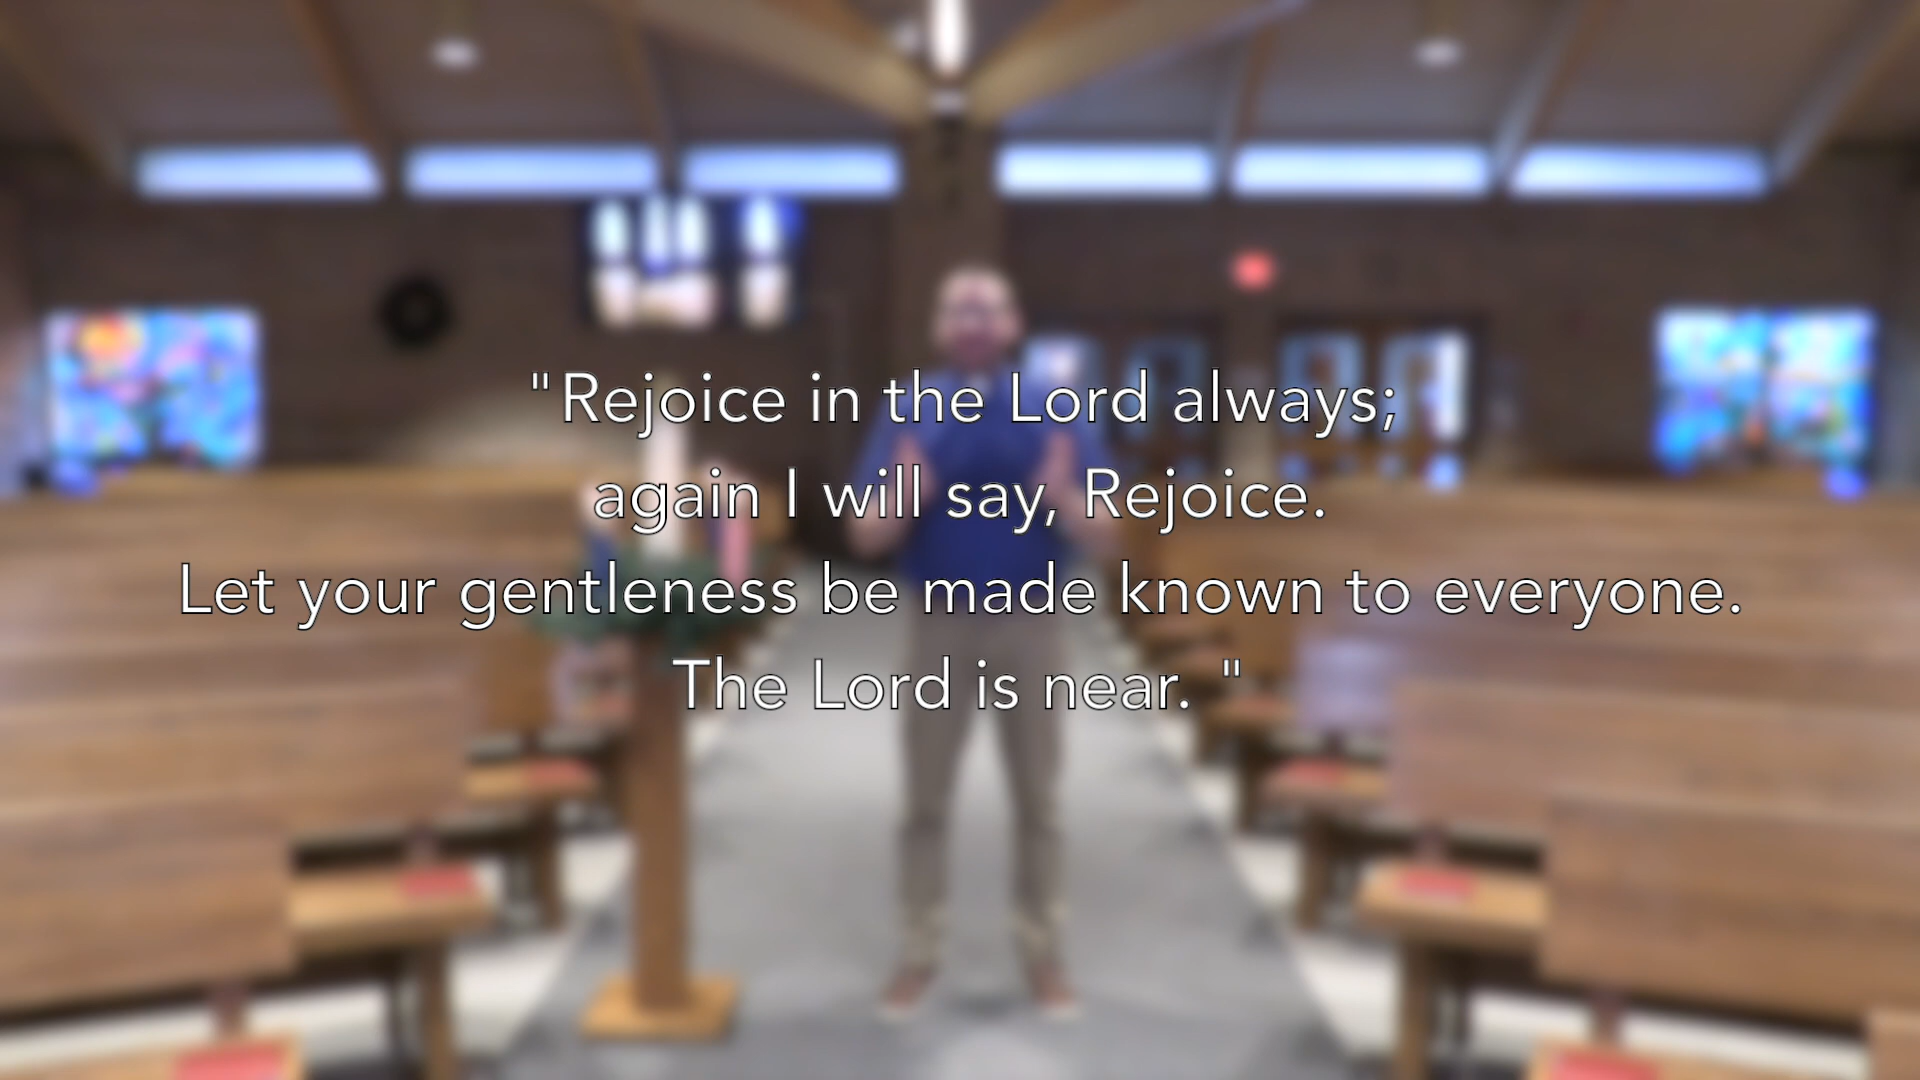 "Rejoice in the Lord always;
again I will say, Rejoice.
Let your gentleness be made known to everyone.
The Lord is near. "